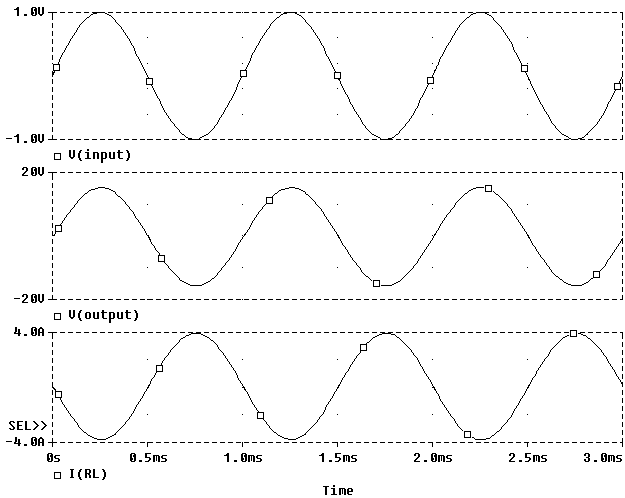 1.0V
-1.0V
V(input)
20V
-20V
V(output)
4.0A
SEL>>
-4.0A
0s 0.5ms 1.0ms 1.5ms 2.0ms 2.5ms 3.0ms
I(RL)
Time